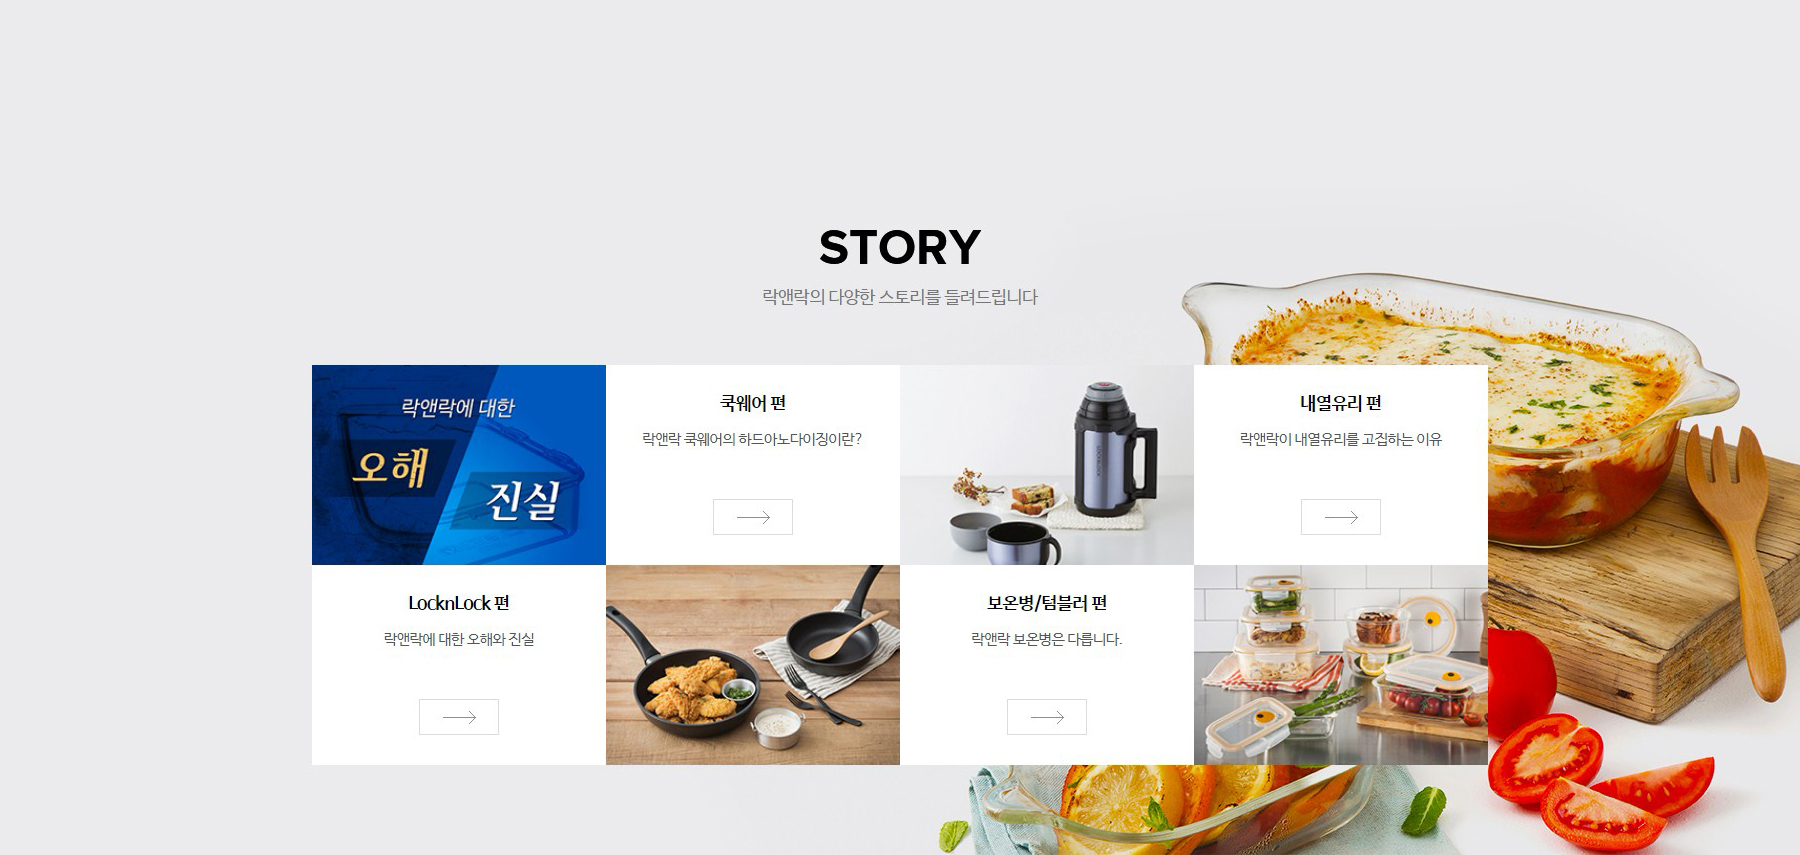 STORY
락앤락의 다양한 스토리를 들려드립니다
락앤락에 대한
오해
진실
쿡웨어 편
락앤락 쿡웨어의 하드아노다이징이란?
내열유리 편
락앤락이 내열유리를 고집하는 이유
LocknLock 편
락앤락에 대한 오해와 진실
보온병/텀블러 편
락앤락 보온병은 다릅니다.